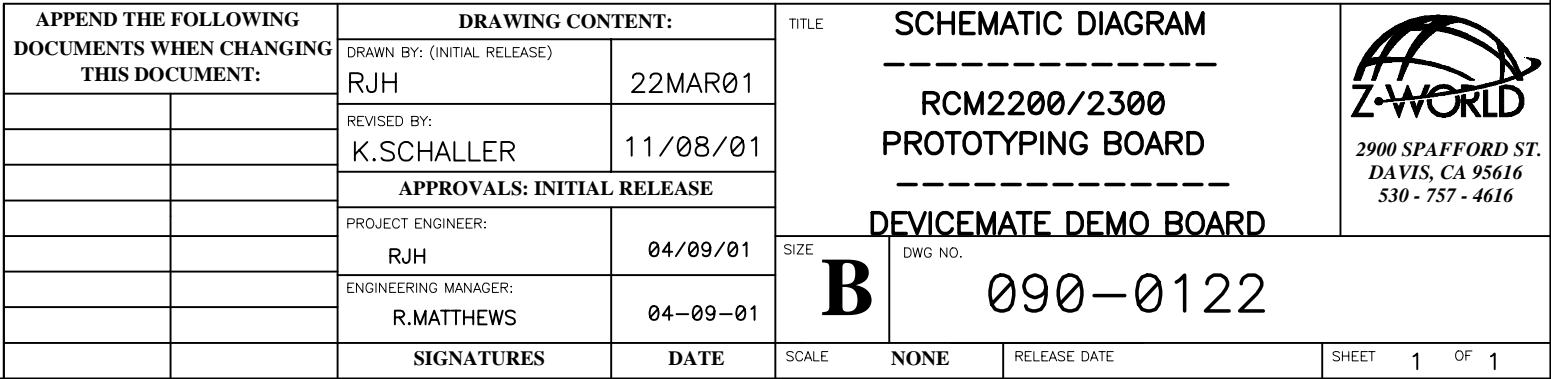 APPEND THE FOLLOWING
DOCUMENTS WHEN CHANGING
THIS DOCUMENT:
DRAWING CONTENT:
DRAWN BY: (INITIAL RELEASE)
RJH 22MAR01
REVISED BY:
K.SCHALLER 11/08/01
APPROVALS: INITIAL RELEASE
PROJECT ENGINEER:
RJH 04/09/01
ENGINEERING MANAGER:
R.MATTHEWS 04-09-01
SIGNATURES DATE
TITLE
SCHEMATIC DIAGRAM
--------------
RCM2200/2300
PROTOTYPING BOARD
--------------
DEVICEMATE DEMO BOARD
Z•WORLD
2900 SPAFFORD ST.
DAVIS, CA 95616
530 - 757 - 4616
SIZE
B
DWG NO.
090-0122
SCALE NONE
RELEASE DATE
SHEET 1 OF 1